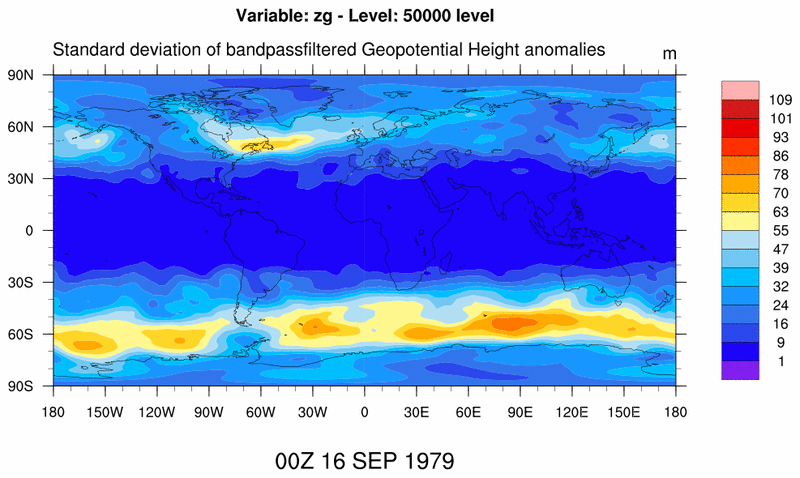 Variable: zg - Level: 50000 level
Standard deviation of bandpassfiltered Geopotential Height anomalies
m
90N
60N
30N
0
30S
60S
90S
180 150W 120W 90W 60W 30W 0 30E 60E 90E 120E 150E 180
109
101
93
86
78
70
63
55
47
39
32
24
16
9
1
00Z 16 SEP 1979